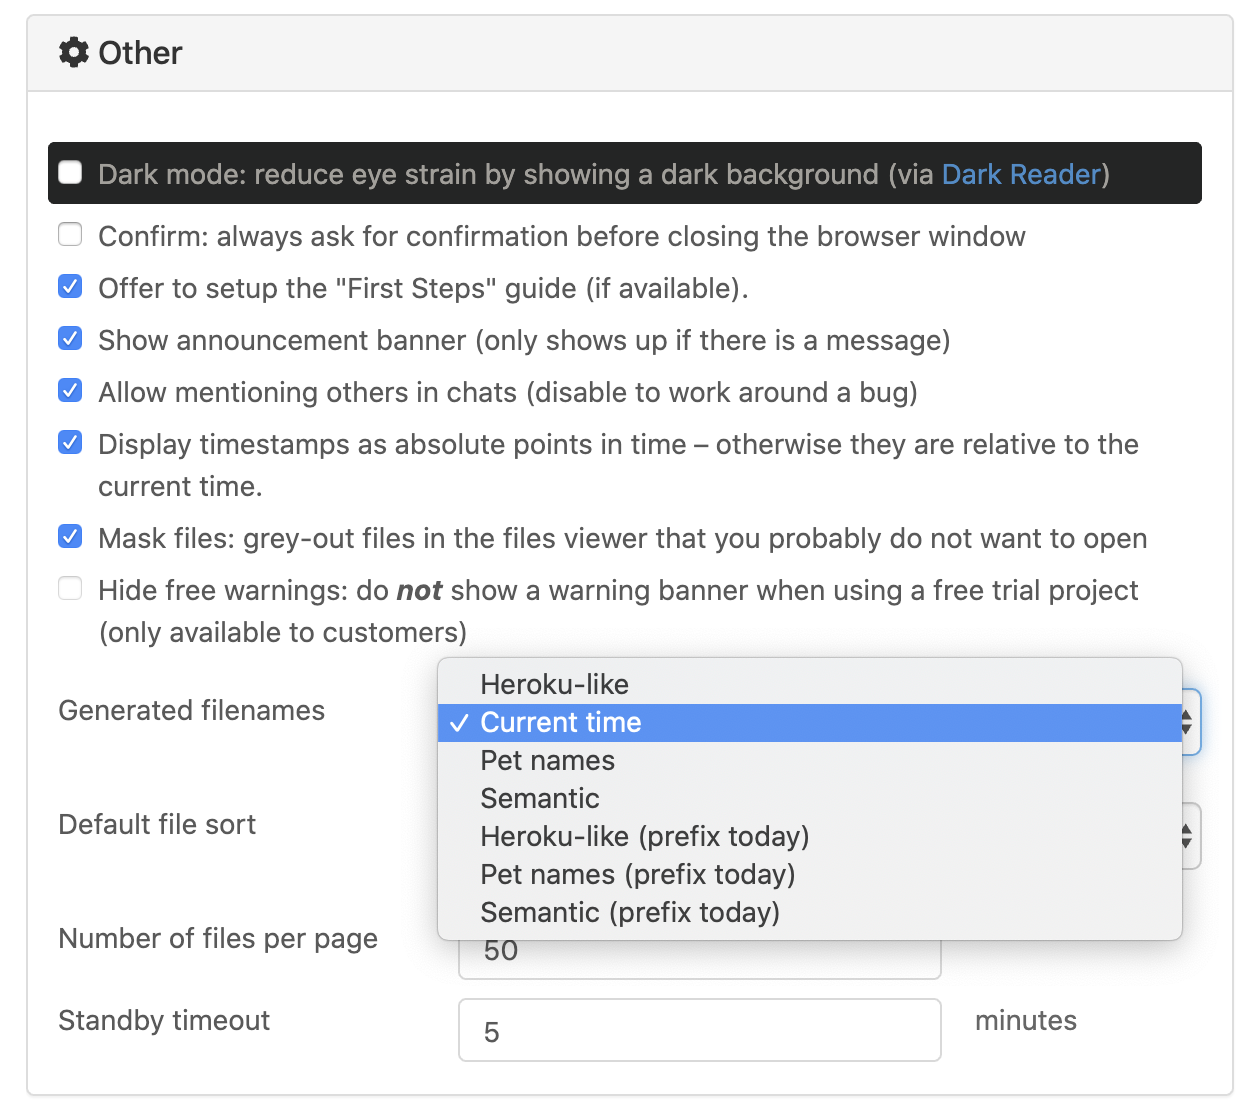 Other
Dark mode: reduce eye strain by showing a dark background (via Dark Reader)
Confirm: always ask for confirmation before closing the browser window
Offer to setup the "First Steps" guide (if available).
Show announcement banner (only shows up if there is a message)
Allow mentioning others in chats (disable to work around a bug)
Display timestamps as absolute points in time – otherwise they are relative to the
current time.
Mask files: grey-out files in the files viewer that you probably do not want to open
Hide free warnings: do not show a warning banner when using a free trial project
(only available to customers)
Generated filenames
Heroku-like
✓ Current time
Pet names
Semantic
Heroku-like (prefix today)
Pet names (prefix today)
Semantic (prefix today)
Default file sort
Number of files per page
50
Standby timeout
5
minutes